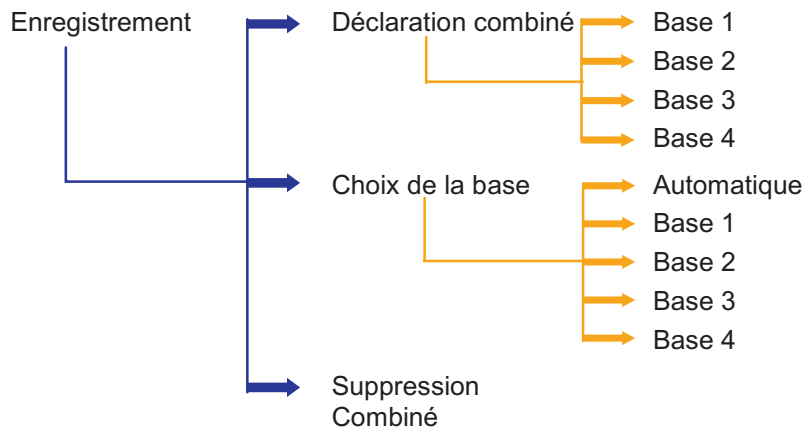 Enregistrement
Déclaration combiné
Base 1
Base 2
Base 3
Base 4
Choix de la base
Automatique
Base 1
Base 2
Base 3
Base 4
Suppression
Combiné